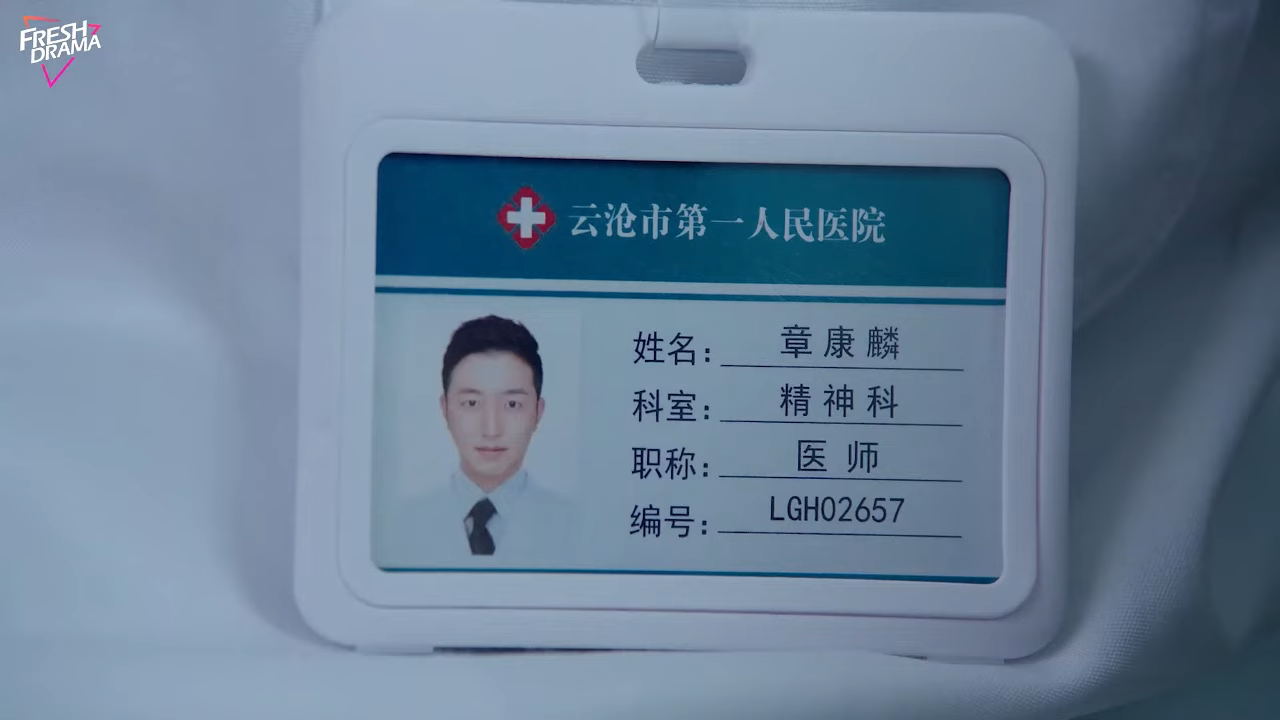 FRESH
DRAMA
云沧市第一人民医院
姓名：章康麟
科室：精神科
职称：医师
编号：LGH02657